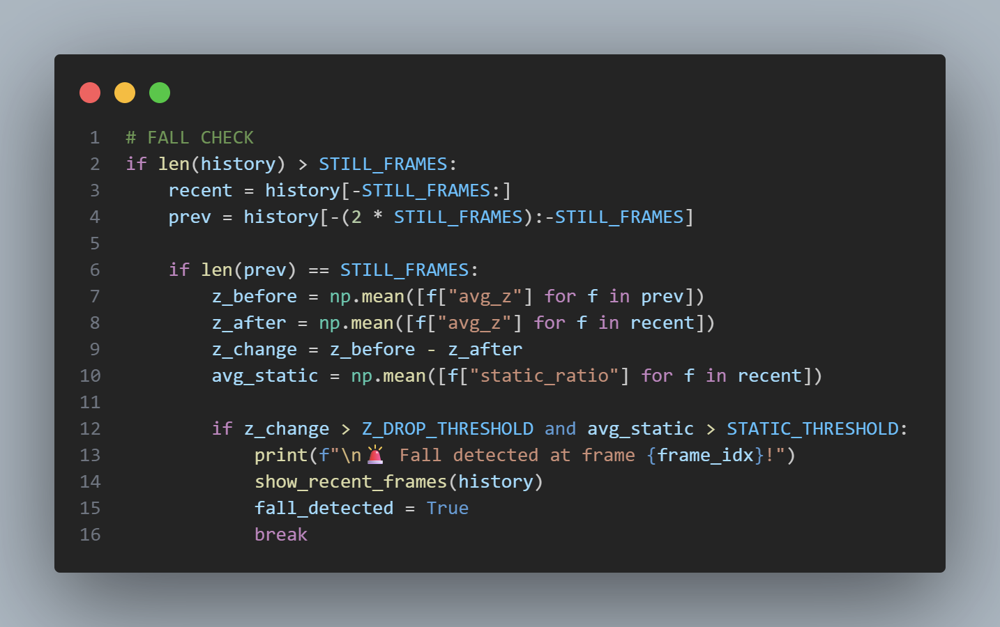 1 # FALL CHECK
2 if len(history) > STILL_FRAMES:
3     recent = history[-STILL_FRAMES:]
4     prev = history[-(2 * STILL_FRAMES):-STILL_FRAMES]
5
6     if len(prev) == STILL_FRAMES:
7         z_before = np.mean([f["avg_z"] for f in prev])
8         z_after = np.mean([f["avg_z"] for f in recent])
9         z_change = z_before - z_after
10         avg_static = np.mean([f["static_ratio"] for f in recent])
11
12         if z_change > Z_DROP_THRESHOLD and avg_static > STATIC_THRESHOLD:
13             print(f"\n🚨 Fall detected at frame {frame_idx}!")
14             show_recent_frames(history)
15             fall_detected = True
16             break